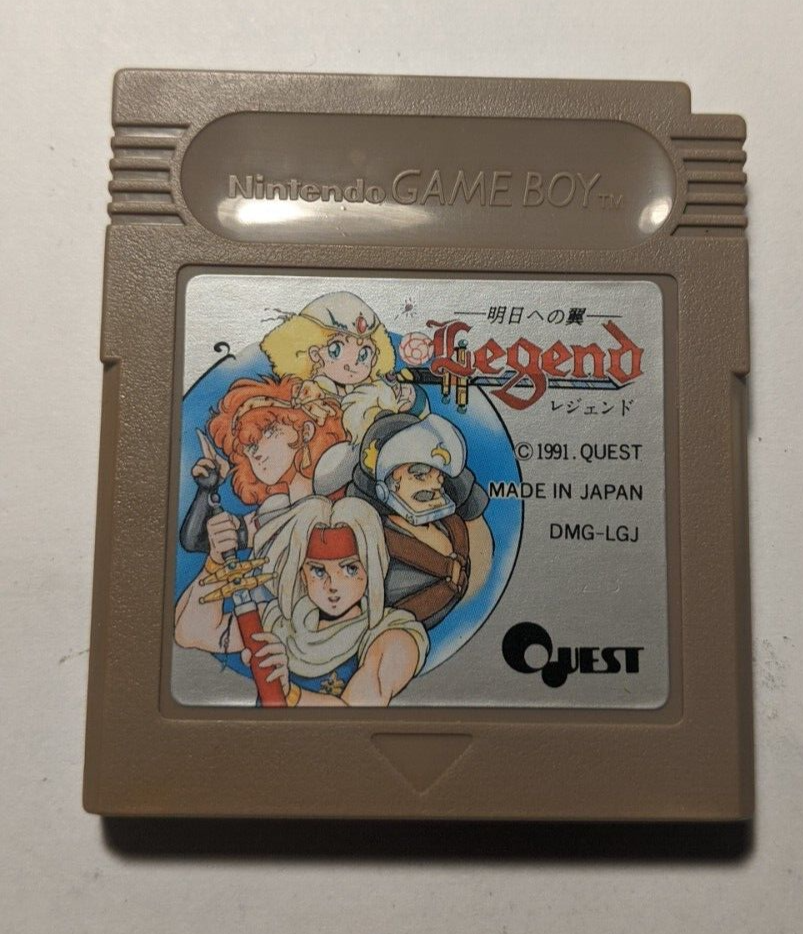 Nintendo GAME BOY TM
明日への翼
Legend
レジェンド
© 1991. QUEST
MADE IN JAPAN
DMG-LGJ
QUEST